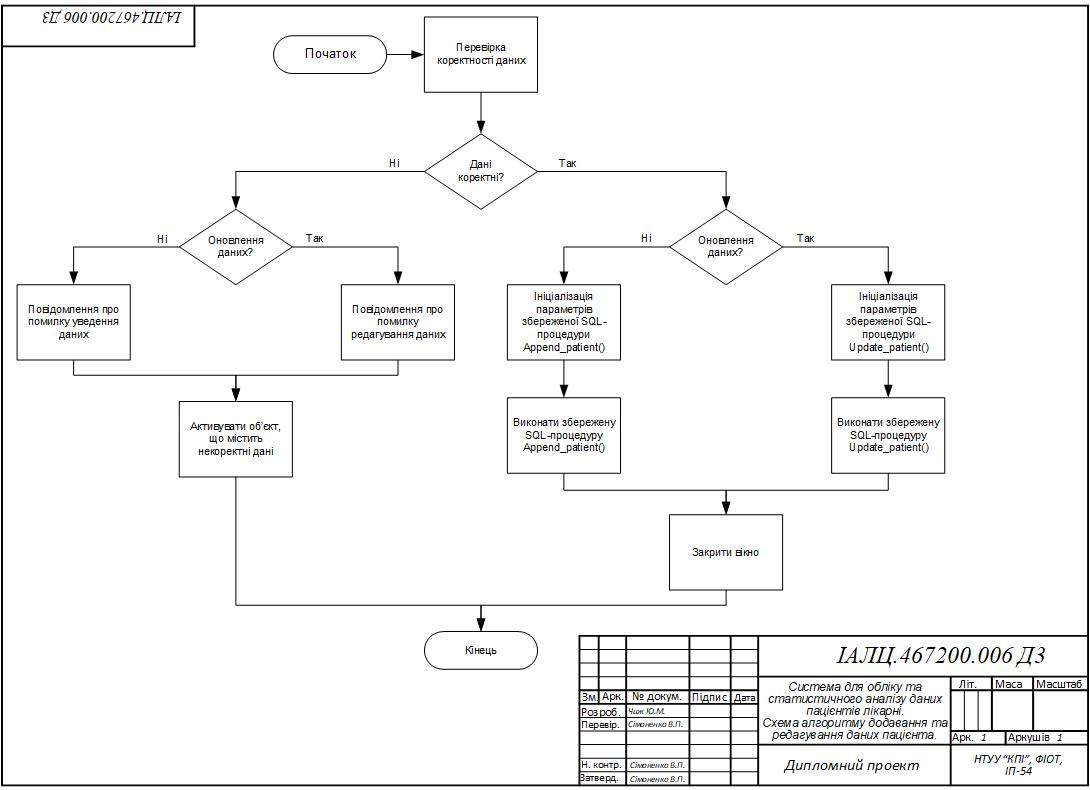 ІАЛЦ.467200.006 Д3
Початок
Перевірка
коректності даних
Дані
коректні?
Ні
Так
Оновлення
даних?
Ні
Так
Оновлення
даних?
Ні
Так
Повідомлення про
помилку уведення
даних
Повідомлення про
помилку
редагування даних
Ініціалізація
параметрів
збереженої SQL-
процедури
Append_patient()
Ініціалізація
параметрів
збереженої SQL-
процедури
Update_patient()
Активувати об'єкт,
що містить
некоректні дані
Виконати збережену
SQL-процедуру
Append_patient()
Виконати збережену
SQL-процедуру
Update_patient()
Закрити вікно
Кінець
ІАЛЦ.467200.006 Д3
Зм. Арк. № докум. Підпис Дата
Розроб. Чиж Ю.М.
Перевір. Сімоненко В.П.
Н. контр. Сімоненко В.П.
Затверд. Сімоненко В.П.
Система для обліку та
статистичного аналізу даних
пацієнтів лікарні.
Схема алгоритму додавання та
редагування даних пацієнта.
Літ. Маса Масштаб
Арк. 1 Аркушів 1
Дипломний проект
НТУУ “КПІ”, ФІОТ,
ІП-54